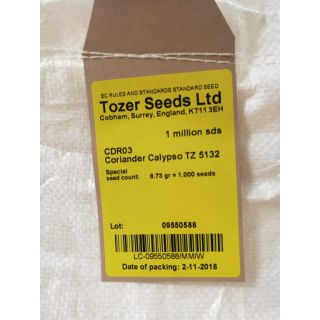 EC RULES AND STANDARDS STANDARD SEED
Tozer Seeds Ltd
Cobham, Surrey, England, KT11 3EH
1 million sds
CDR03
Coriander Calypso TZ 5132
Special
seed count: 8.73 gr = 1.000 seeds
Lot: 09550588
LC-09550588/MM/W
Date of packing: 2-11-2018